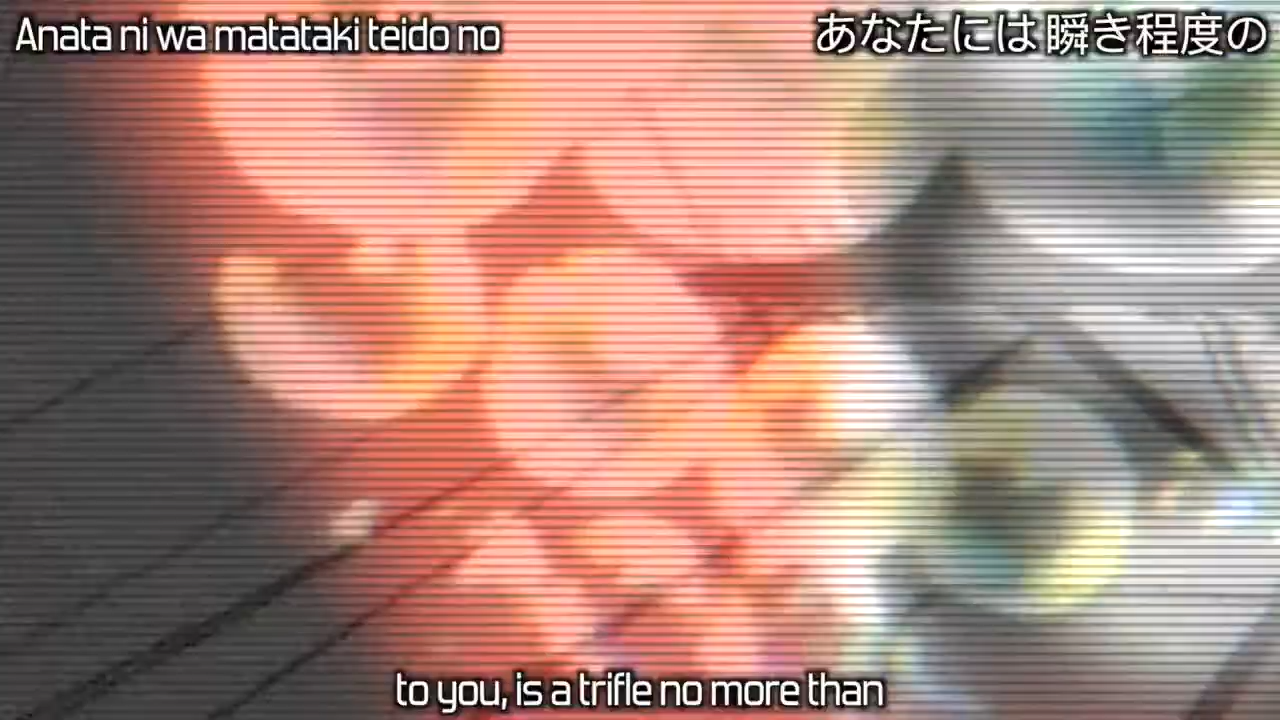 Anata ni wa matataki teido no
あなたには瞬き程度の
to you, is a trifle no more than